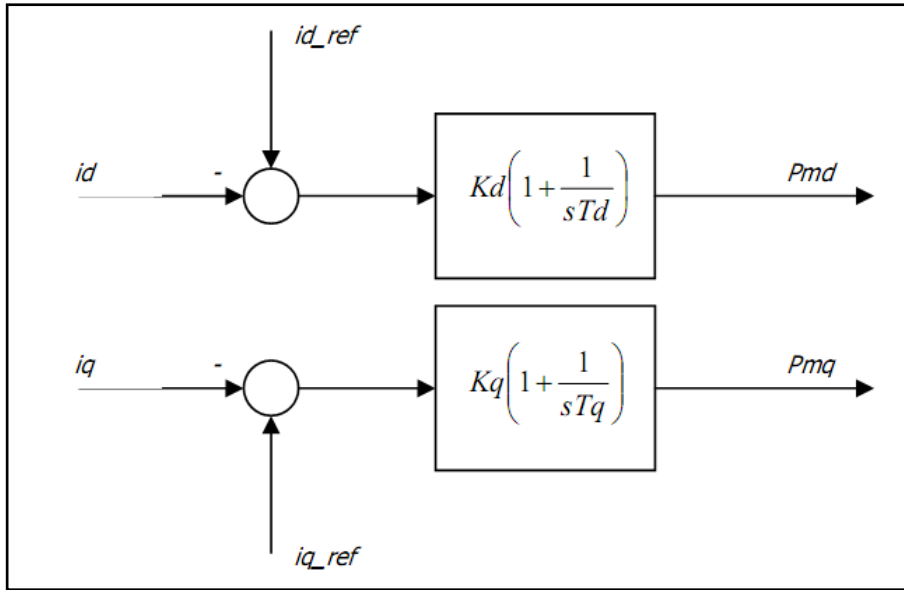 id_ref
id
-
Kd(1+1/sTd)
Pmd
iq
-
Kq(1+1/sTq)
Pmq
iq_ref